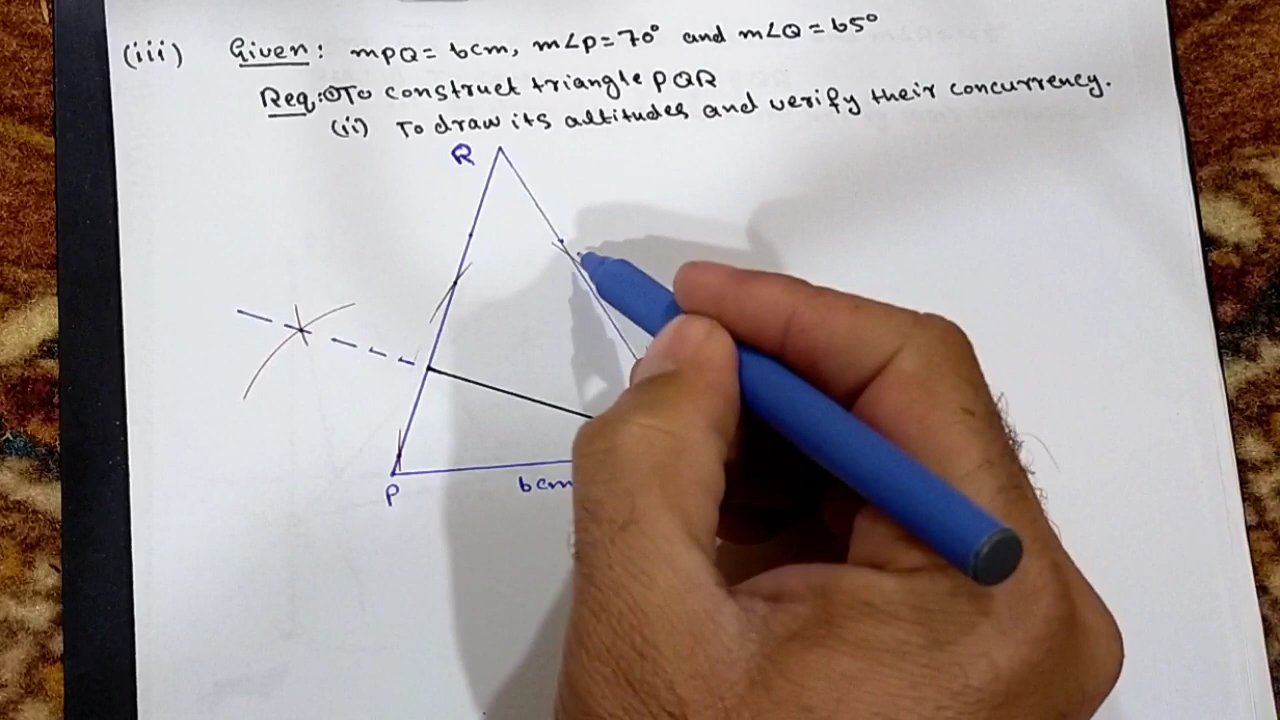 (iii) Given: mPQ = 6cm, m∠P=70° and m∠Q = 65°
Req:(i) To construct triangle PQR
(ii) To draw its altitudes and verify their concurrency.
R
P
6cm